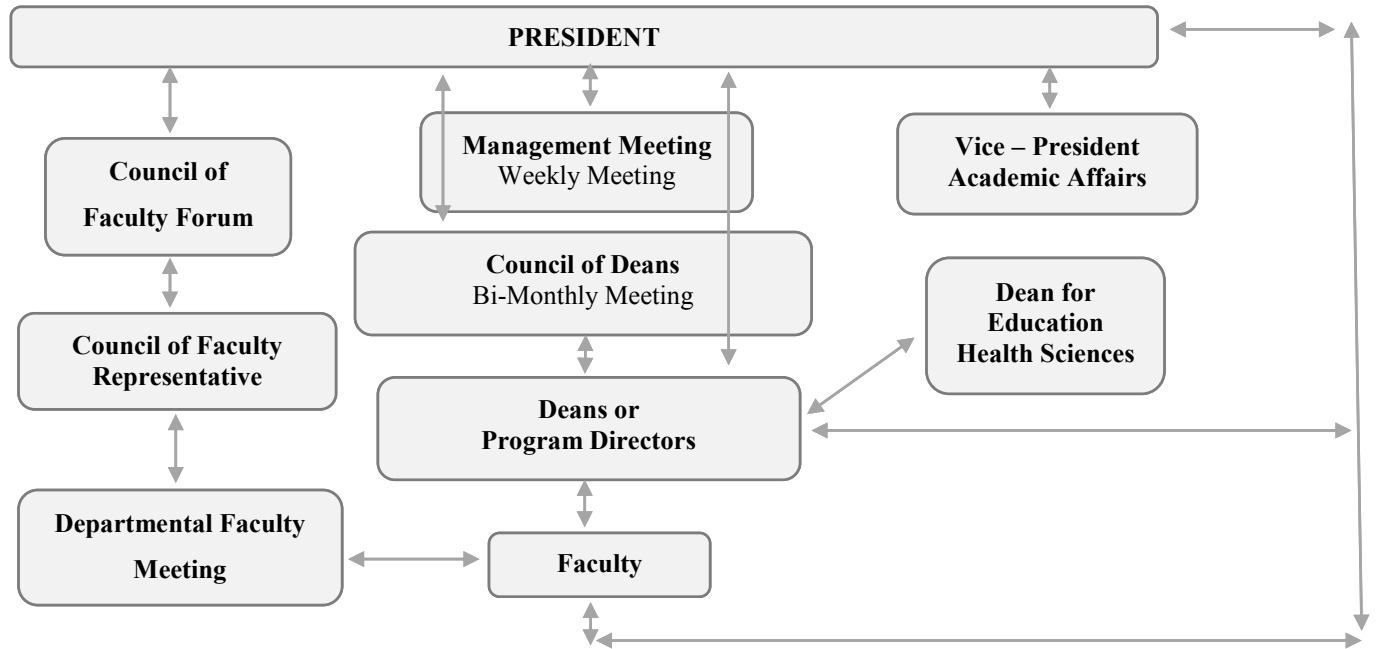 PRESIDENT
Council of
Faculty Forum
Management Meeting
Weekly Meeting
Vice – President
Academic Affairs
Council of Deans
Bi-Monthly Meeting
Dean for
Education
Health Sciences
Council of Faculty
Representative
Deans or
Program Directors
Departmental Faculty
Meeting
Faculty